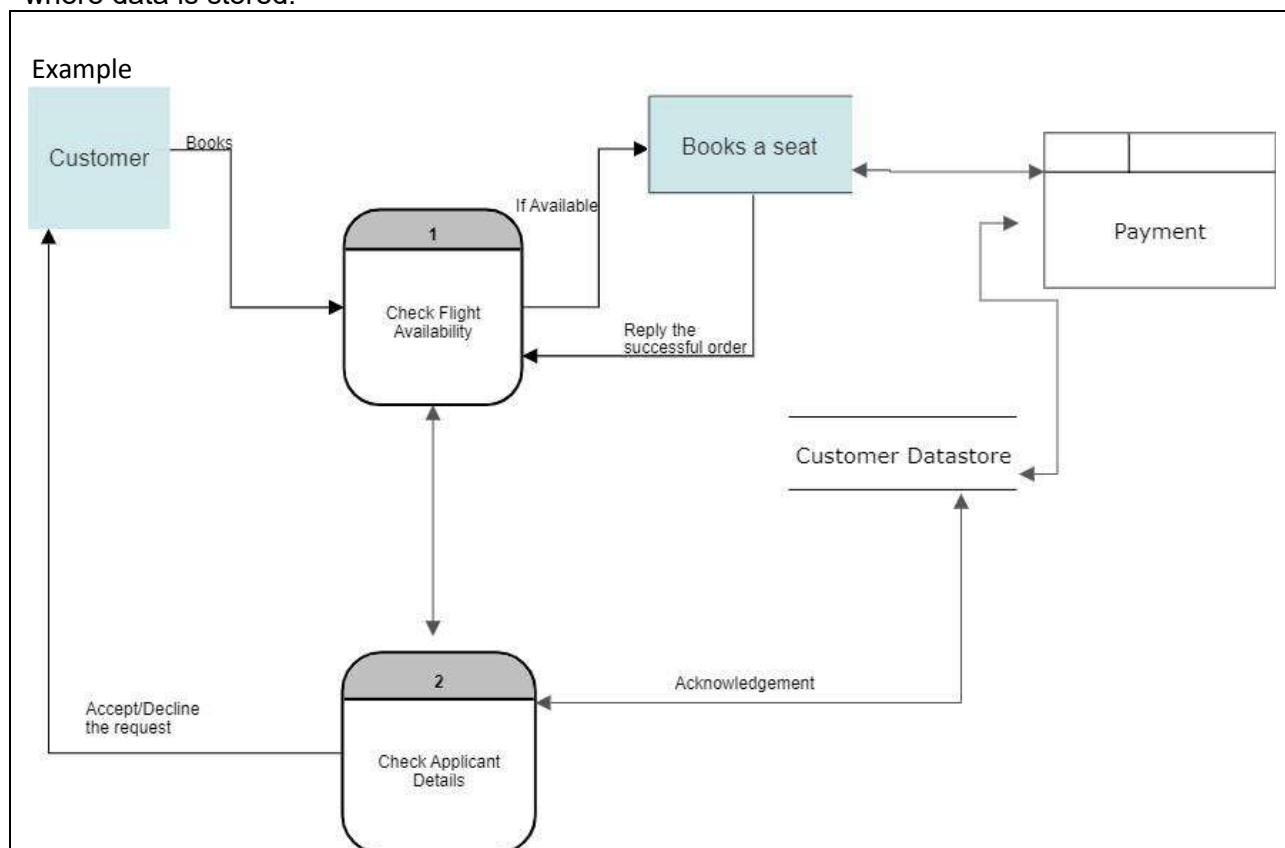 where data is stored.
Example
Customer
Books
Books a seat
If Available
1
Check Flight
Availability
Payment
Reply the
successful order
Customer Datastore
2
Acknowledgement
Accept/Decline
the request
Check Applicant
Details